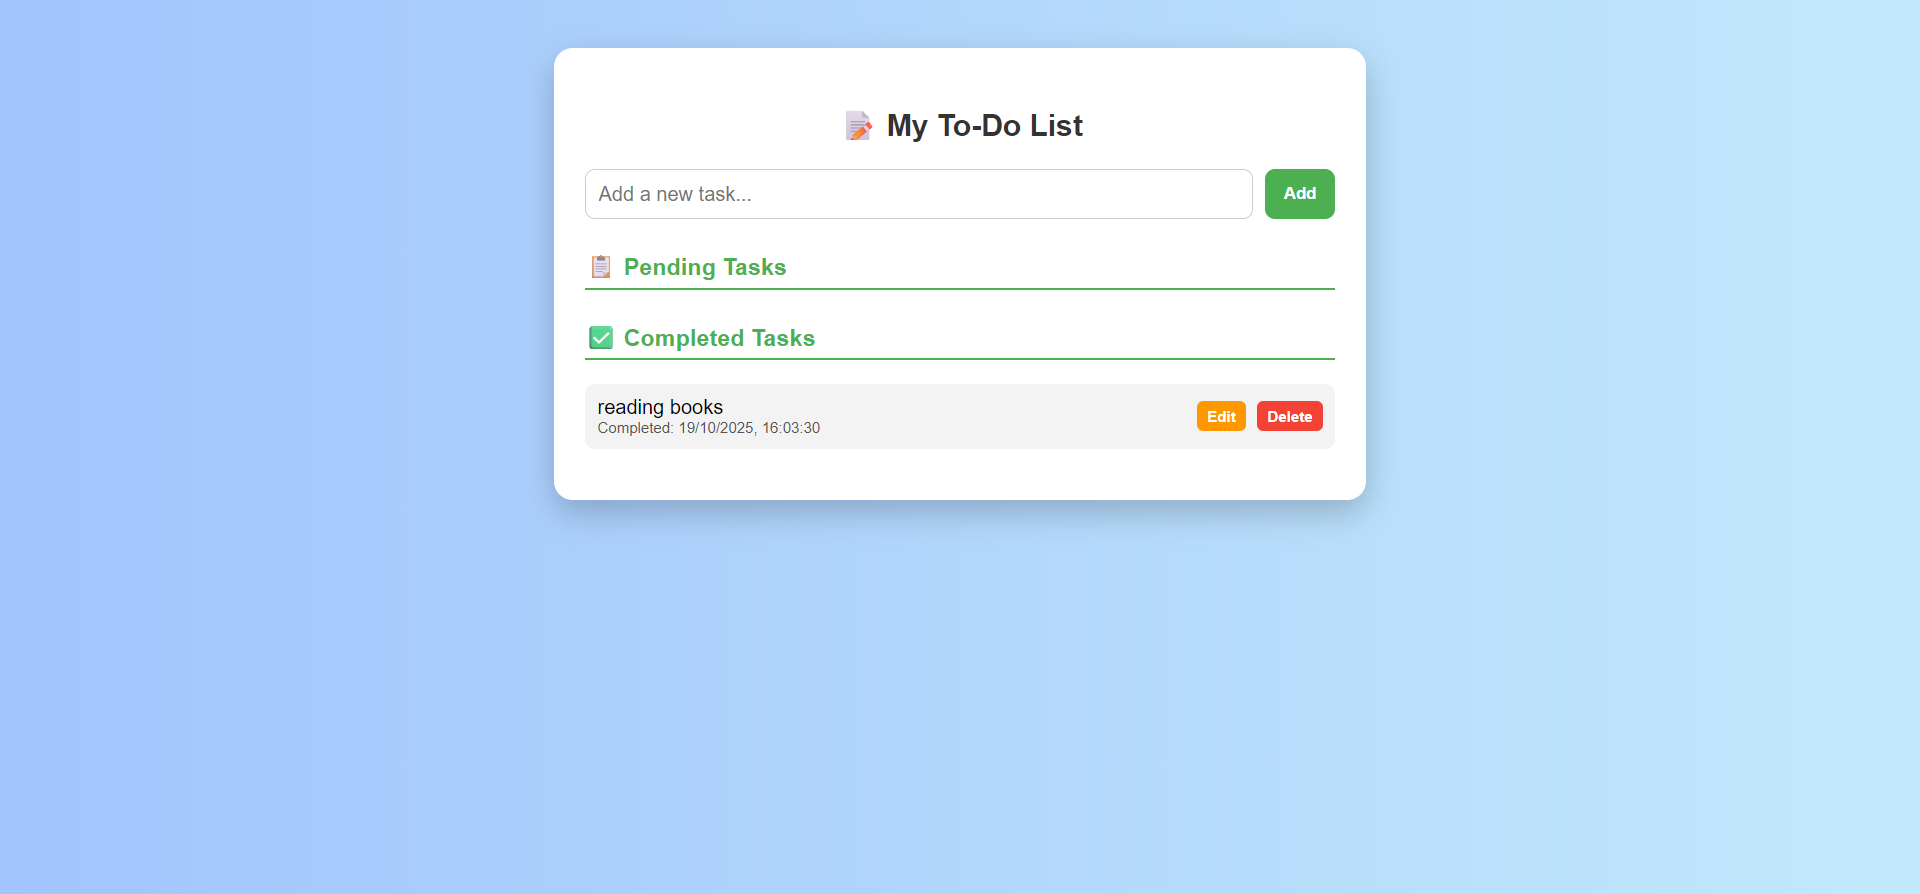 My To-Do List
Add a new task...
Add
Pending Tasks
Completed Tasks
reading books
Completed: 19/10/2025, 16:03:30
Edit
Delete